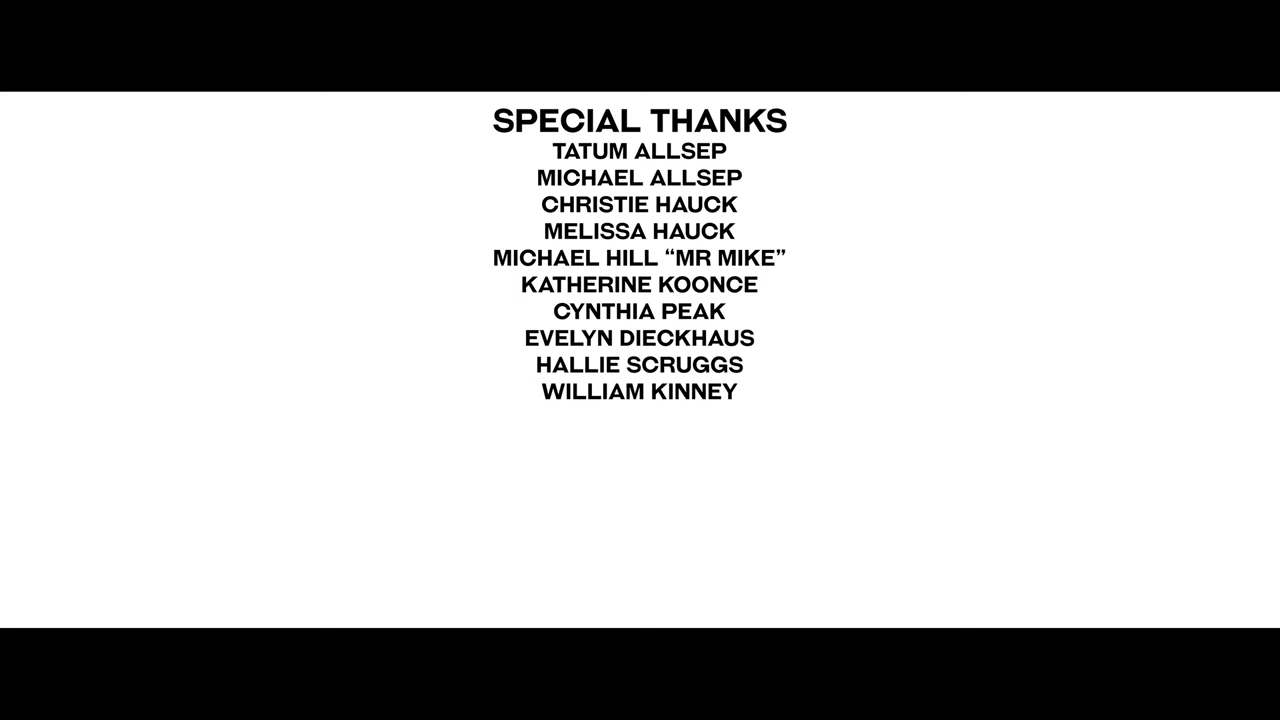 SPECIAL THANKS
TATUM ALLSEP
MICHAEL ALLSEP
CHRISTIE HAUCK
MELISSA HAUCK
MICHAEL HILL “MR MIKE”
KATHERINE KOONCE
CYNTHIA PEAK
EVELYN DIECKHAUS
HALLIE SCRUGGS
WILLIAM KINNEY